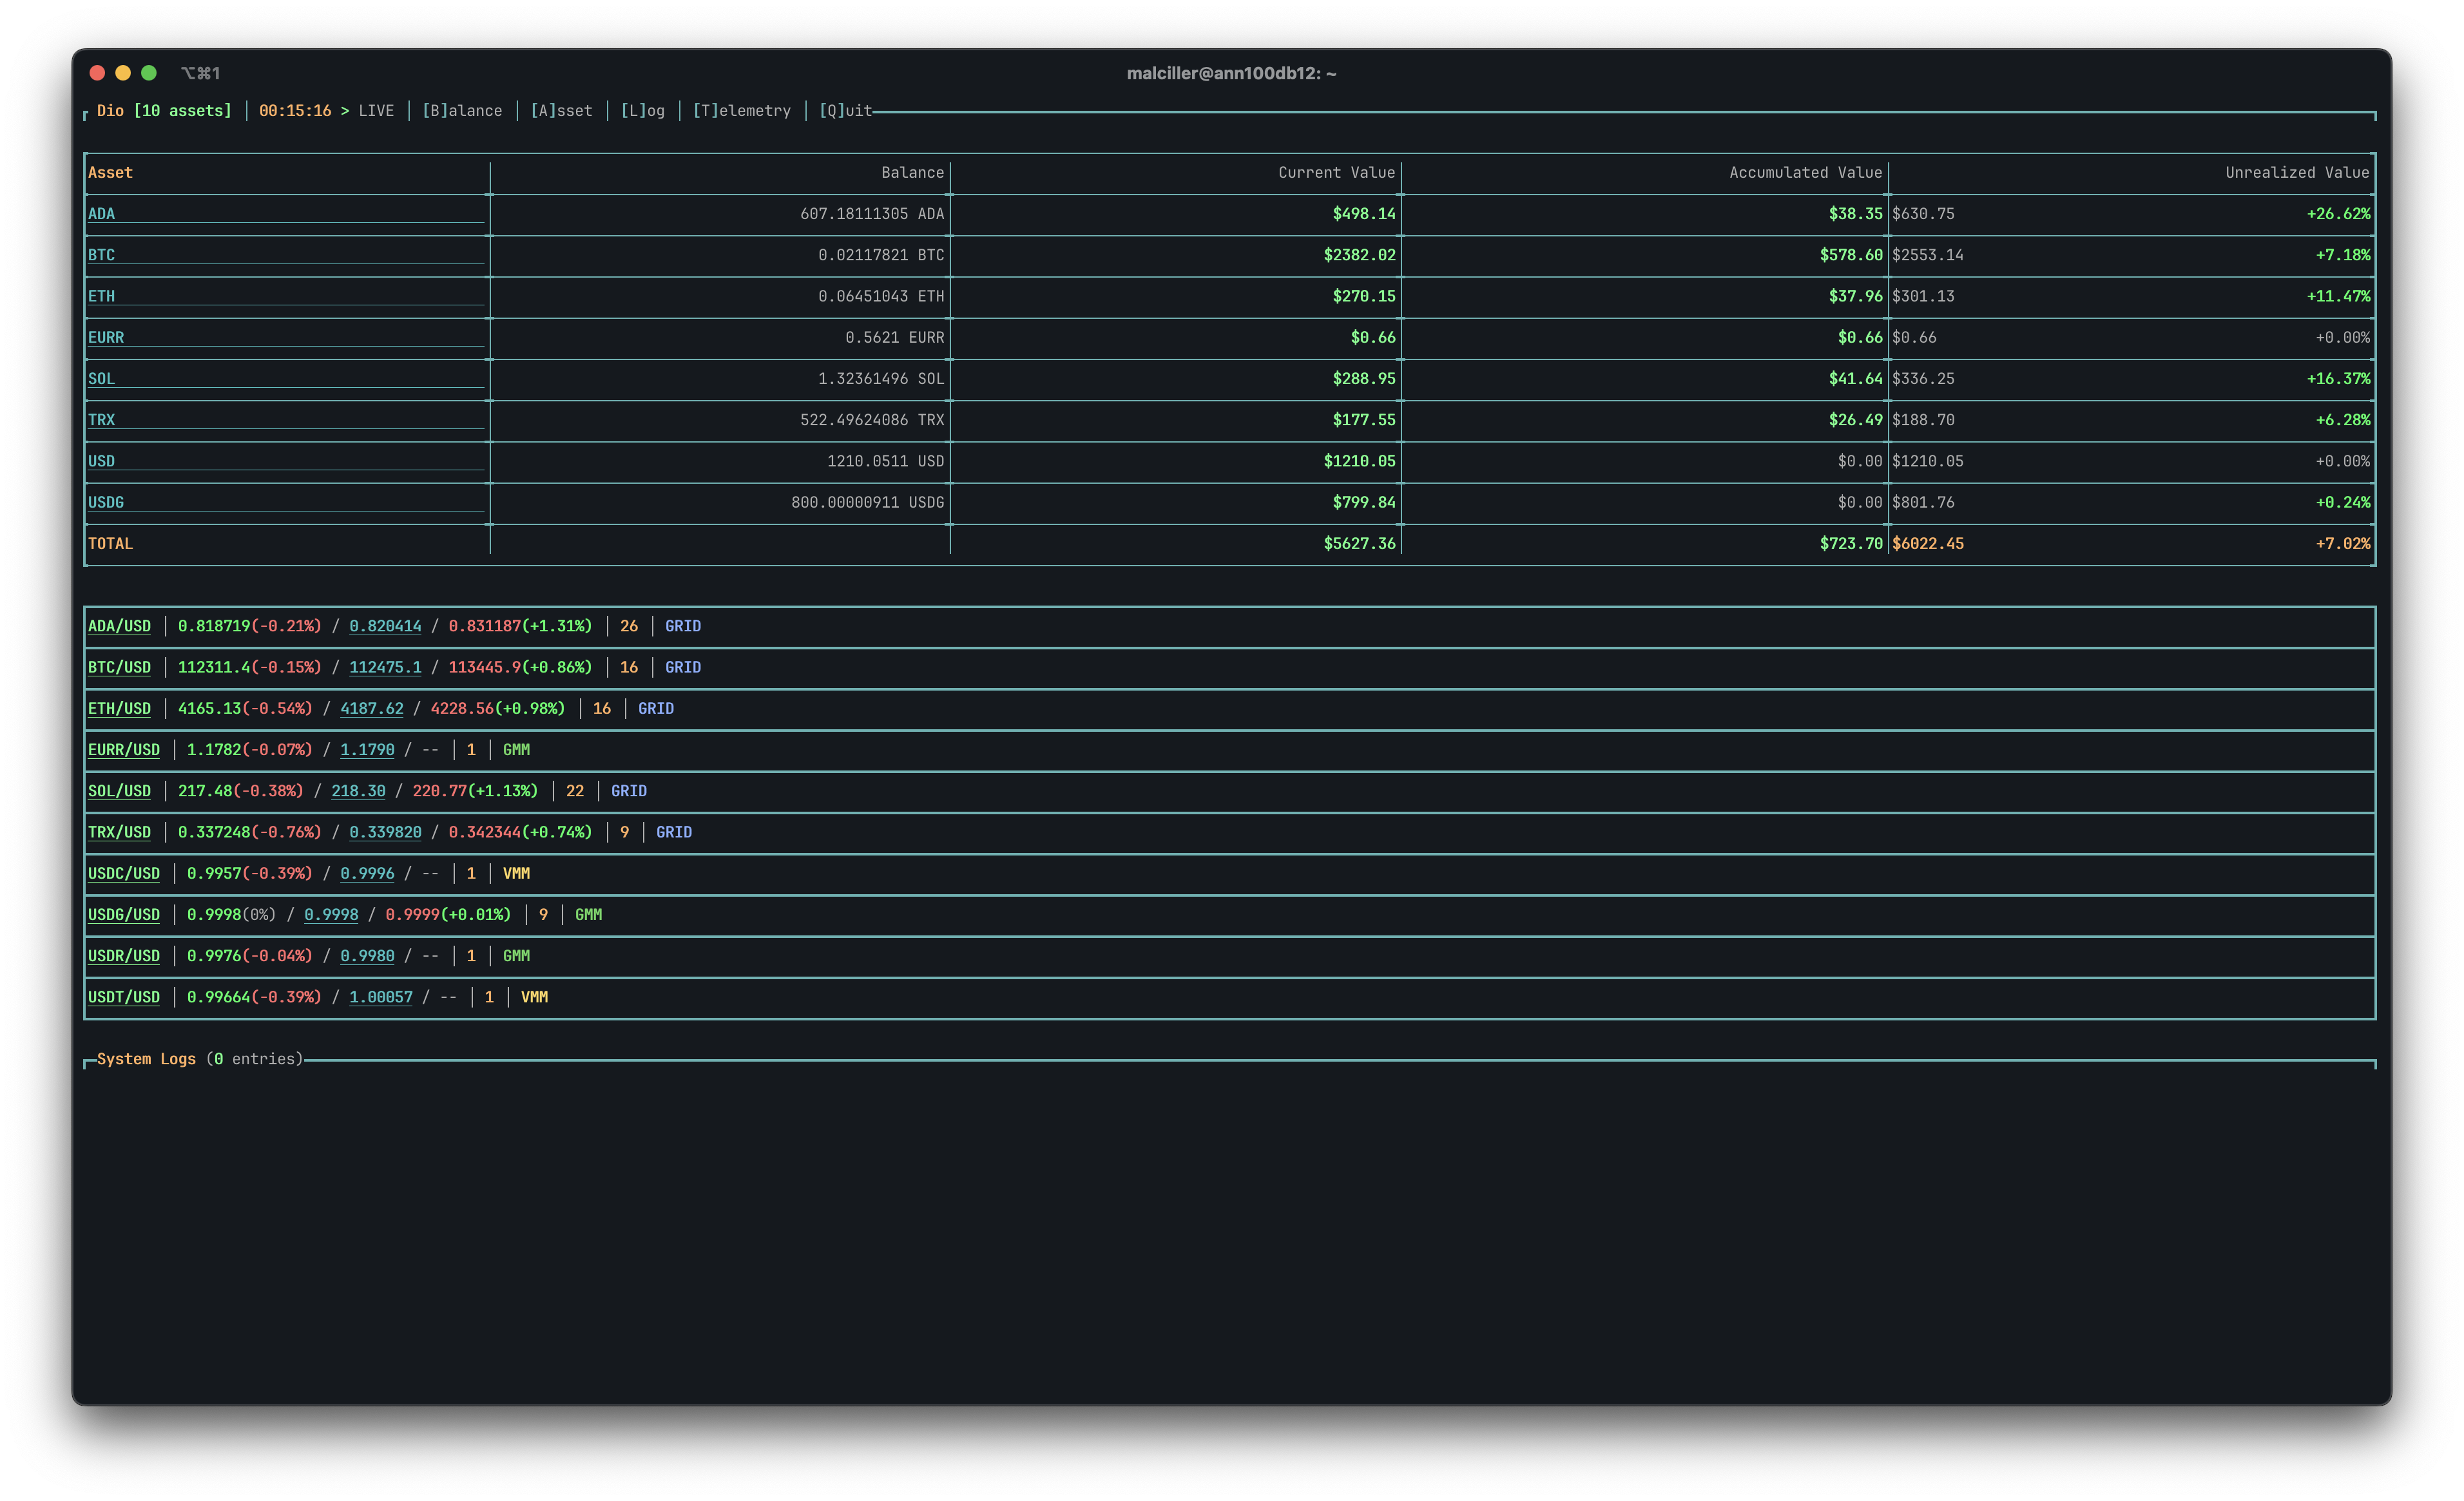 ⌥⌘1 malciller@ann100db12: ~
Dio [10 assets] │ 00:15:16 > LIVE │ [B]alance │ [A]sset │ [L]og │ [T]elemetry │ [Q]uit
Asset Balance Current Value Accumulated Value Unrealized Value
ADA 607.18111305 ADA $498.14 $38.35 $630.75 +26.62%
BTC 0.02117821 BTC $2382.02 $578.60 $2553.14 +7.18%
ETH 0.06451043 ETH $270.15 $37.96 $301.13 +11.47%
EURR 0.5621 EURR $0.66 $0.66 $0.66 +0.00%
SOL 1.32361496 SOL $288.95 $41.64 $336.25 +16.37%
TRX 522.49624086 TRX $177.55 $26.49 $188.70 +6.28%
USD 1210.0511 USD $1210.05 $0.00 $1210.05 +0.00%
USDG 800.00000911 USDG $799.84 $0.00 $801.76 +0.24%
TOTAL $5627.36 $723.70 $6022.45 +7.02%
ADA/USD │ 0.818719(-0.21%) / 0.820414 / 0.831187(+1.31%) │ 26 │ GRID
BTC/USD │ 112311.4(-0.15%) / 112475.1 / 113445.9(+0.86%) │ 16 │ GRID
ETH/USD │ 4165.13(-0.54%) / 4187.62 / 4228.56(+0.98%) │ 16 │ GRID
EURR/USD │ 1.1782(-0.07%) / 1.1790 / -- │ 1 │ GMM
SOL/USD │ 217.48(-0.38%) / 218.30 / 220.77(+1.13%) │ 22 │ GRID
TRX/USD │ 0.337248(-0.76%) / 0.339820 / 0.342344(+0.74%) │ 9 │ GRID
USDC/USD │ 0.9957(-0.39%) / 0.9996 / -- │ 1 │ VMM
USDG/USD │ 0.9998(0%) / 0.9998 / 0.9999(+0.01%) │ 9 │ GMM
USDR/USD │ 0.9976(-0.04%) / 0.9980 / -- │ 1 │ GMM
USDT/USD │ 0.99664(-0.39%) / 1.00057 / -- │ 1 │ VMM
System Logs (0 entries)